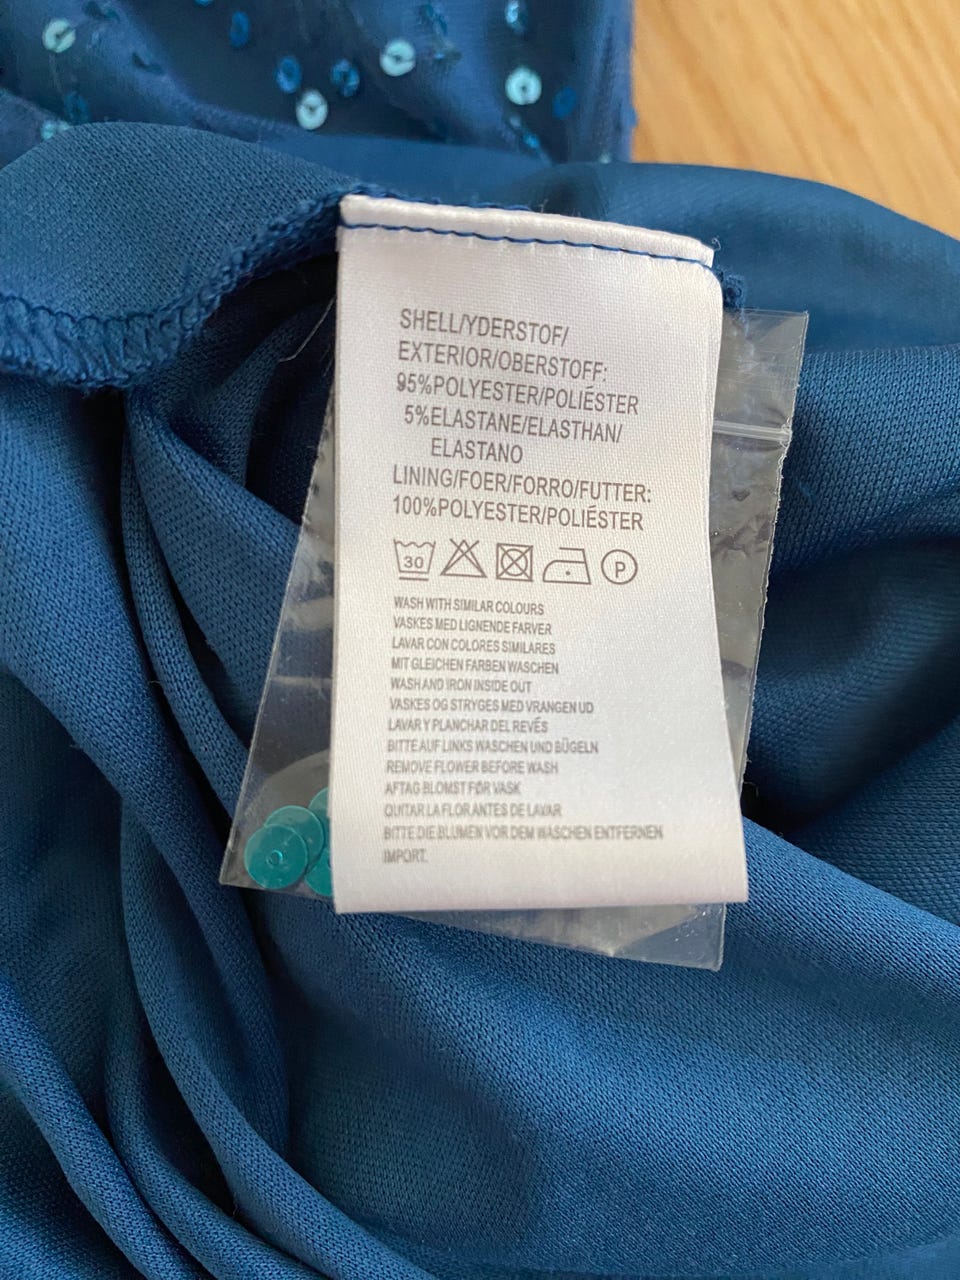 SHELL/YDERSTOF/
EXTERIOR/OBERSTOFF:
95%POLYESTER/POLIÉSTER
5%ELASTANE/ELASTHAN/
ELASTANO
LINING/FOER/FORRO/FUTTER:
100%POLYESTER/POLIÉSTER
30 P
WASH WITH SIMILAR COLOURS
VASKES MED LIGNENDE FARVER
LAVAR CON COLORES SIMILARES
MIT GLEICHEN FARBEN WASCHEN
WASH AND IRON INSIDE OUT
VASKES OG STRYGES MED VRANGEN UD
LAVAR Y PLANCHAR DEL REVÉS
BITTE AUF LINKS WASCHEN UND BÜGELN
REMOVE FLOWER BEFORE WASH
AFTAG BLOMST FØR VASK
QUITAR LA FLOR ANTES DE LAVAR
BITTE DIE BLUMEN VOR DEM WASCHEN ENTFERNEN
IMPORT.